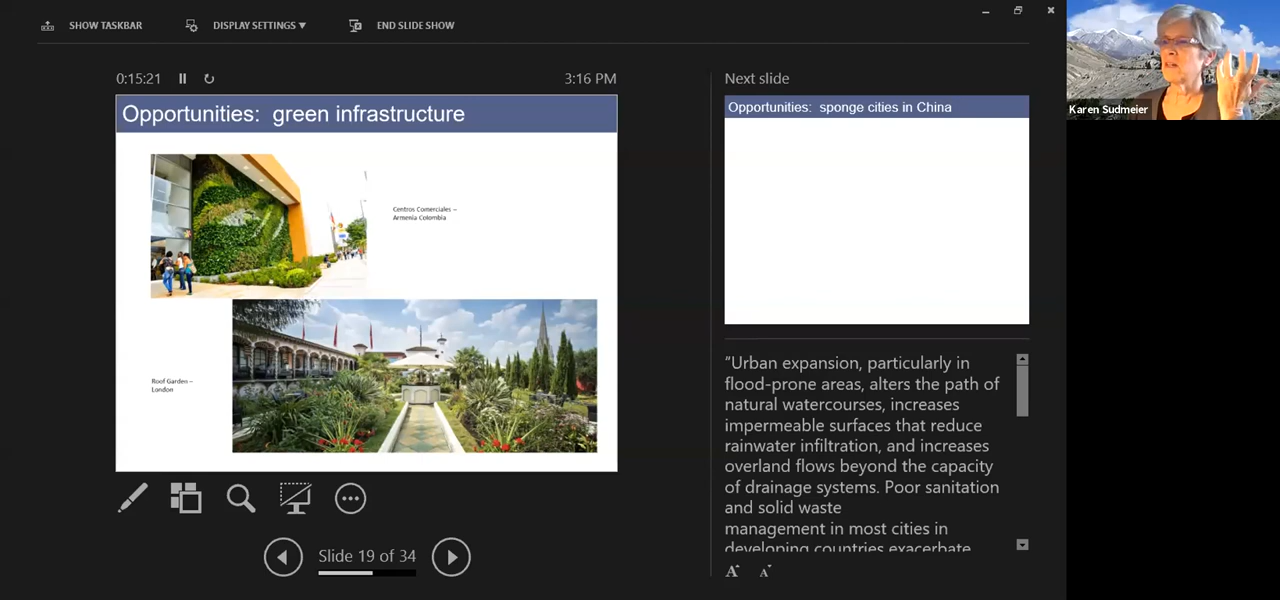 SHOW TASKBAR
DISPLAY SETTINGS ▼
END SLIDE SHOW
0:15:21
3:16 PM
Opportunities: green infrastructure
Centros Comerciales –
Armenia Colombia
Roof Garden –
London
Slide 19 of 34
Next slide
Opportunities: sponge cities in China
"Urban expansion, particularly in
flood-prone areas, alters the path of
natural watercourses, increases
impermeable surfaces that reduce
rainwater infiltration, and increases
overland flows beyond the capacity
of drainage systems. Poor sanitation
and solid waste
management in most cities in
developing countries exacerbate
A A
Karen Sudmeier